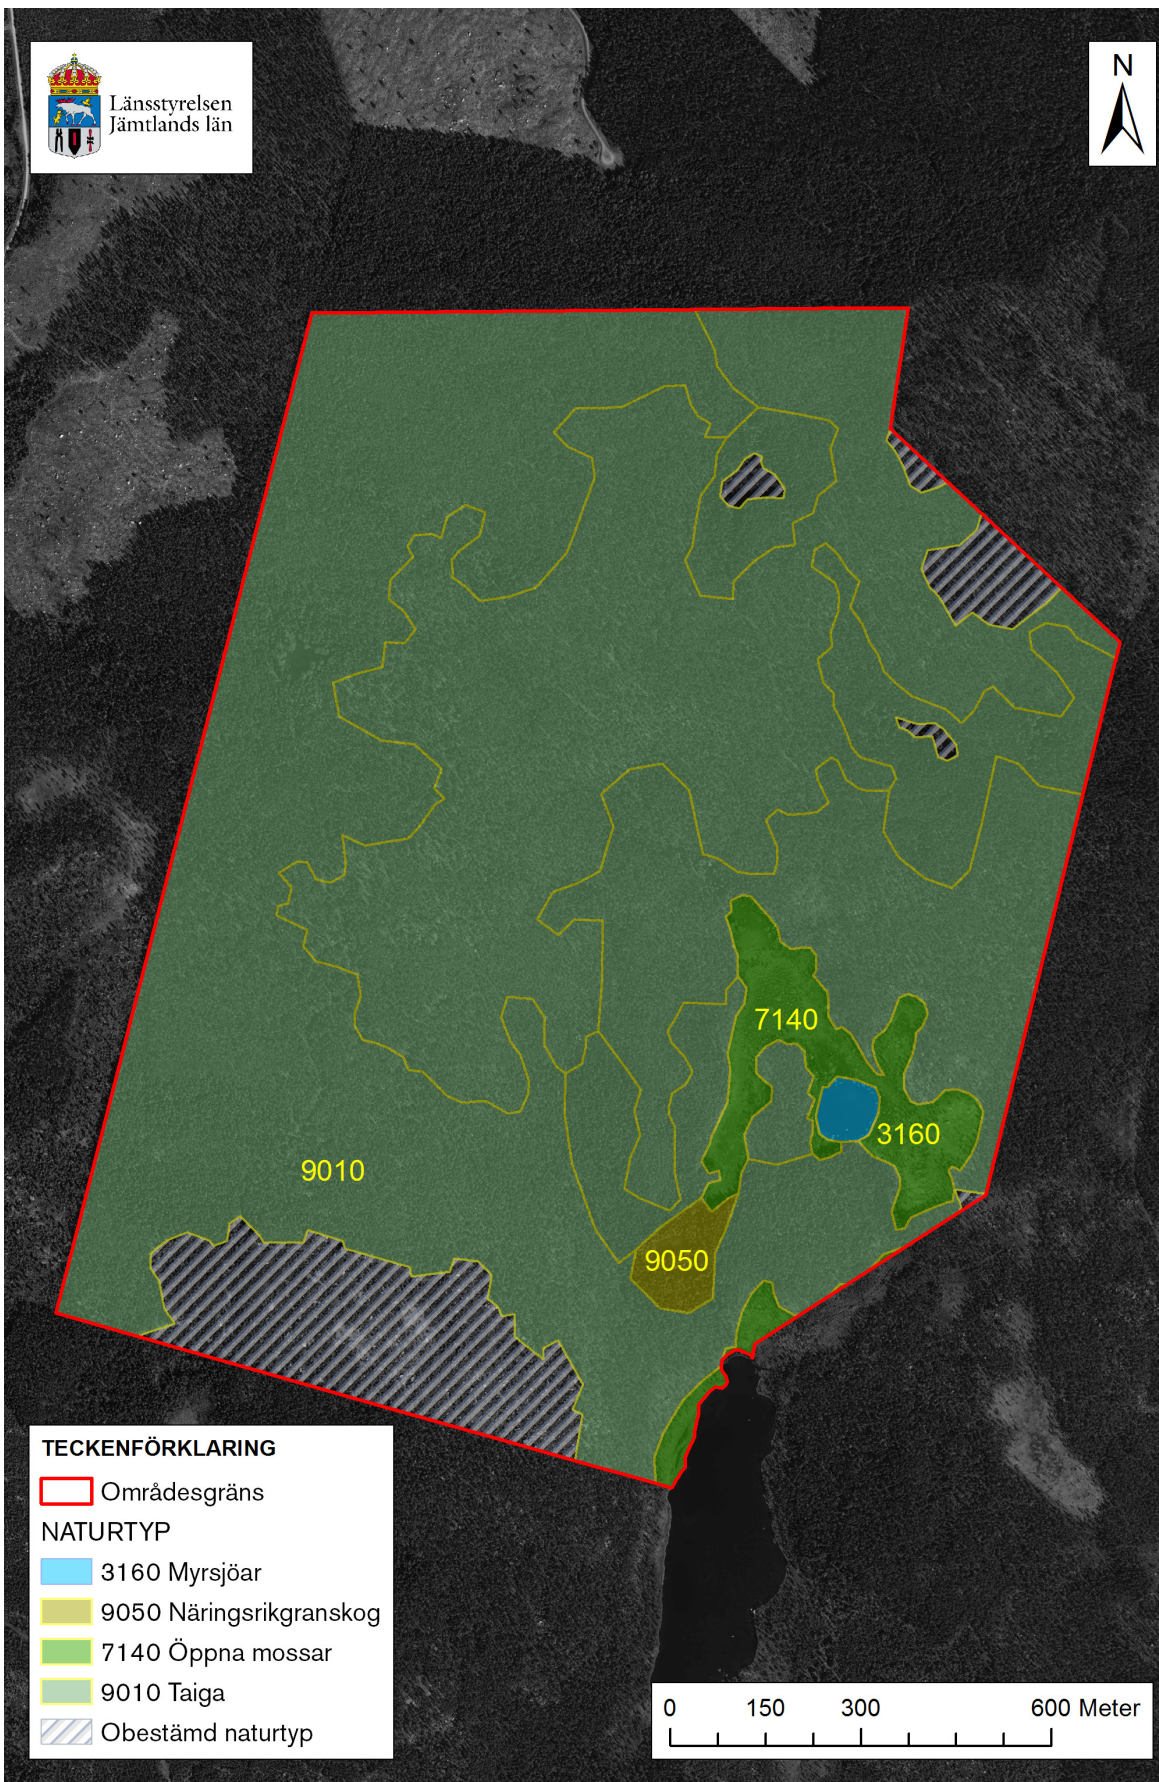 Länsstyrelsen
Jämtlands län
N
7140
3160
9010
9050
TECKENFÖRKLARING
Områdesgräns
NATURTYP
3160 Myrsjöar
9050 Näringsrikgranskog
7140 Öppna mossar
9010 Taiga
Obestämd naturtyp
0 150 300 600 Meter